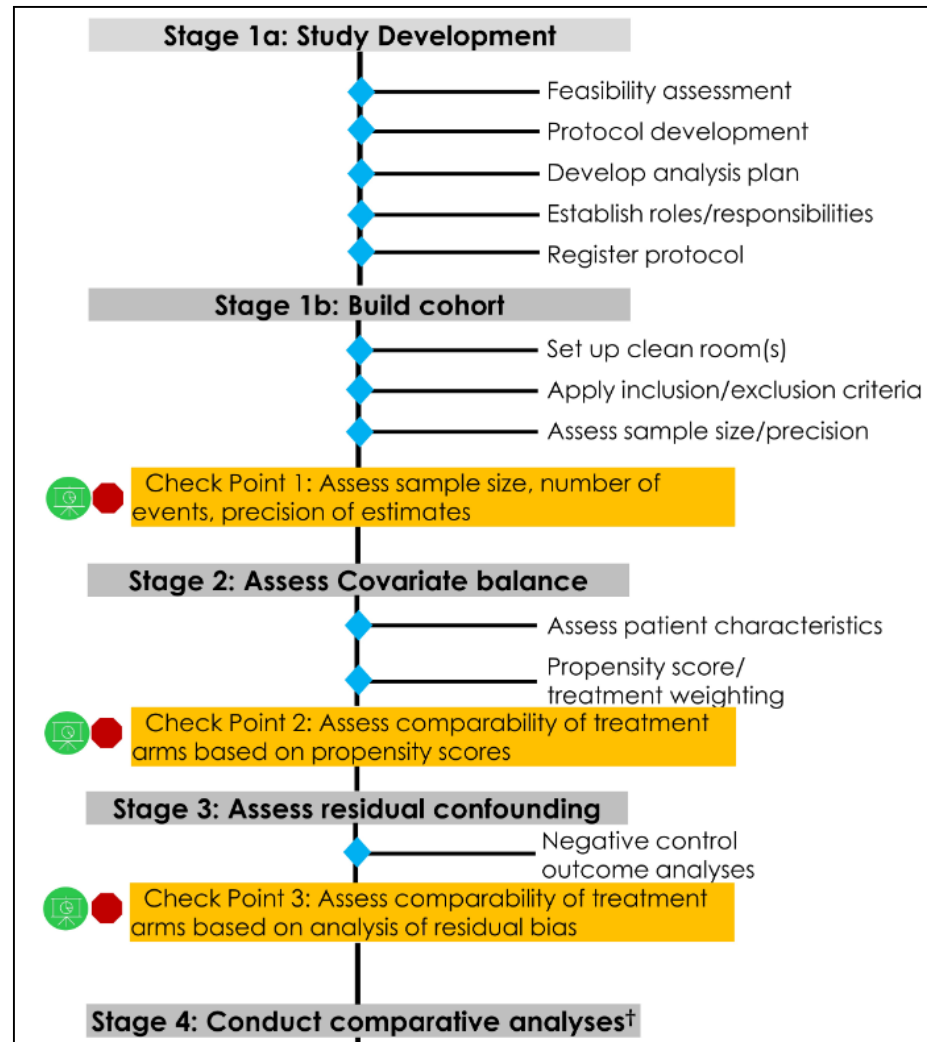 Stage 1a: Study Development
Feasibility assessment
Protocol development
Develop analysis plan
Establish roles/responsibilities
Register protocol
Stage 1b: Build cohort
Set up clean room(s)
Apply inclusion/exclusion criteria
Assess sample size/precision
Check Point 1: Assess sample size, number of
events, precision of estimates
Stage 2: Assess Covariate balance
Assess patient characteristics
Propensity score/
treatment weighting
Check Point 2: Assess comparability of treatment
arms based on propensity scores
Stage 3: Assess residual confounding
Negative control
outcome analyses
Check Point 3: Assess comparability of treatment
arms based on analysis of residual bias
Stage 4: Conduct comparative analyses†